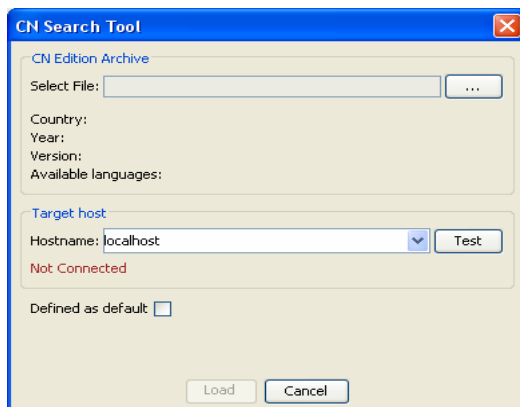 CN Search Tool
CN Edition Archive
Select File: ...
Country:
Year:
Version:
Available languages:
Target host
Hostname: localhost Test
Not Connected
Defined as default
Load Cancel